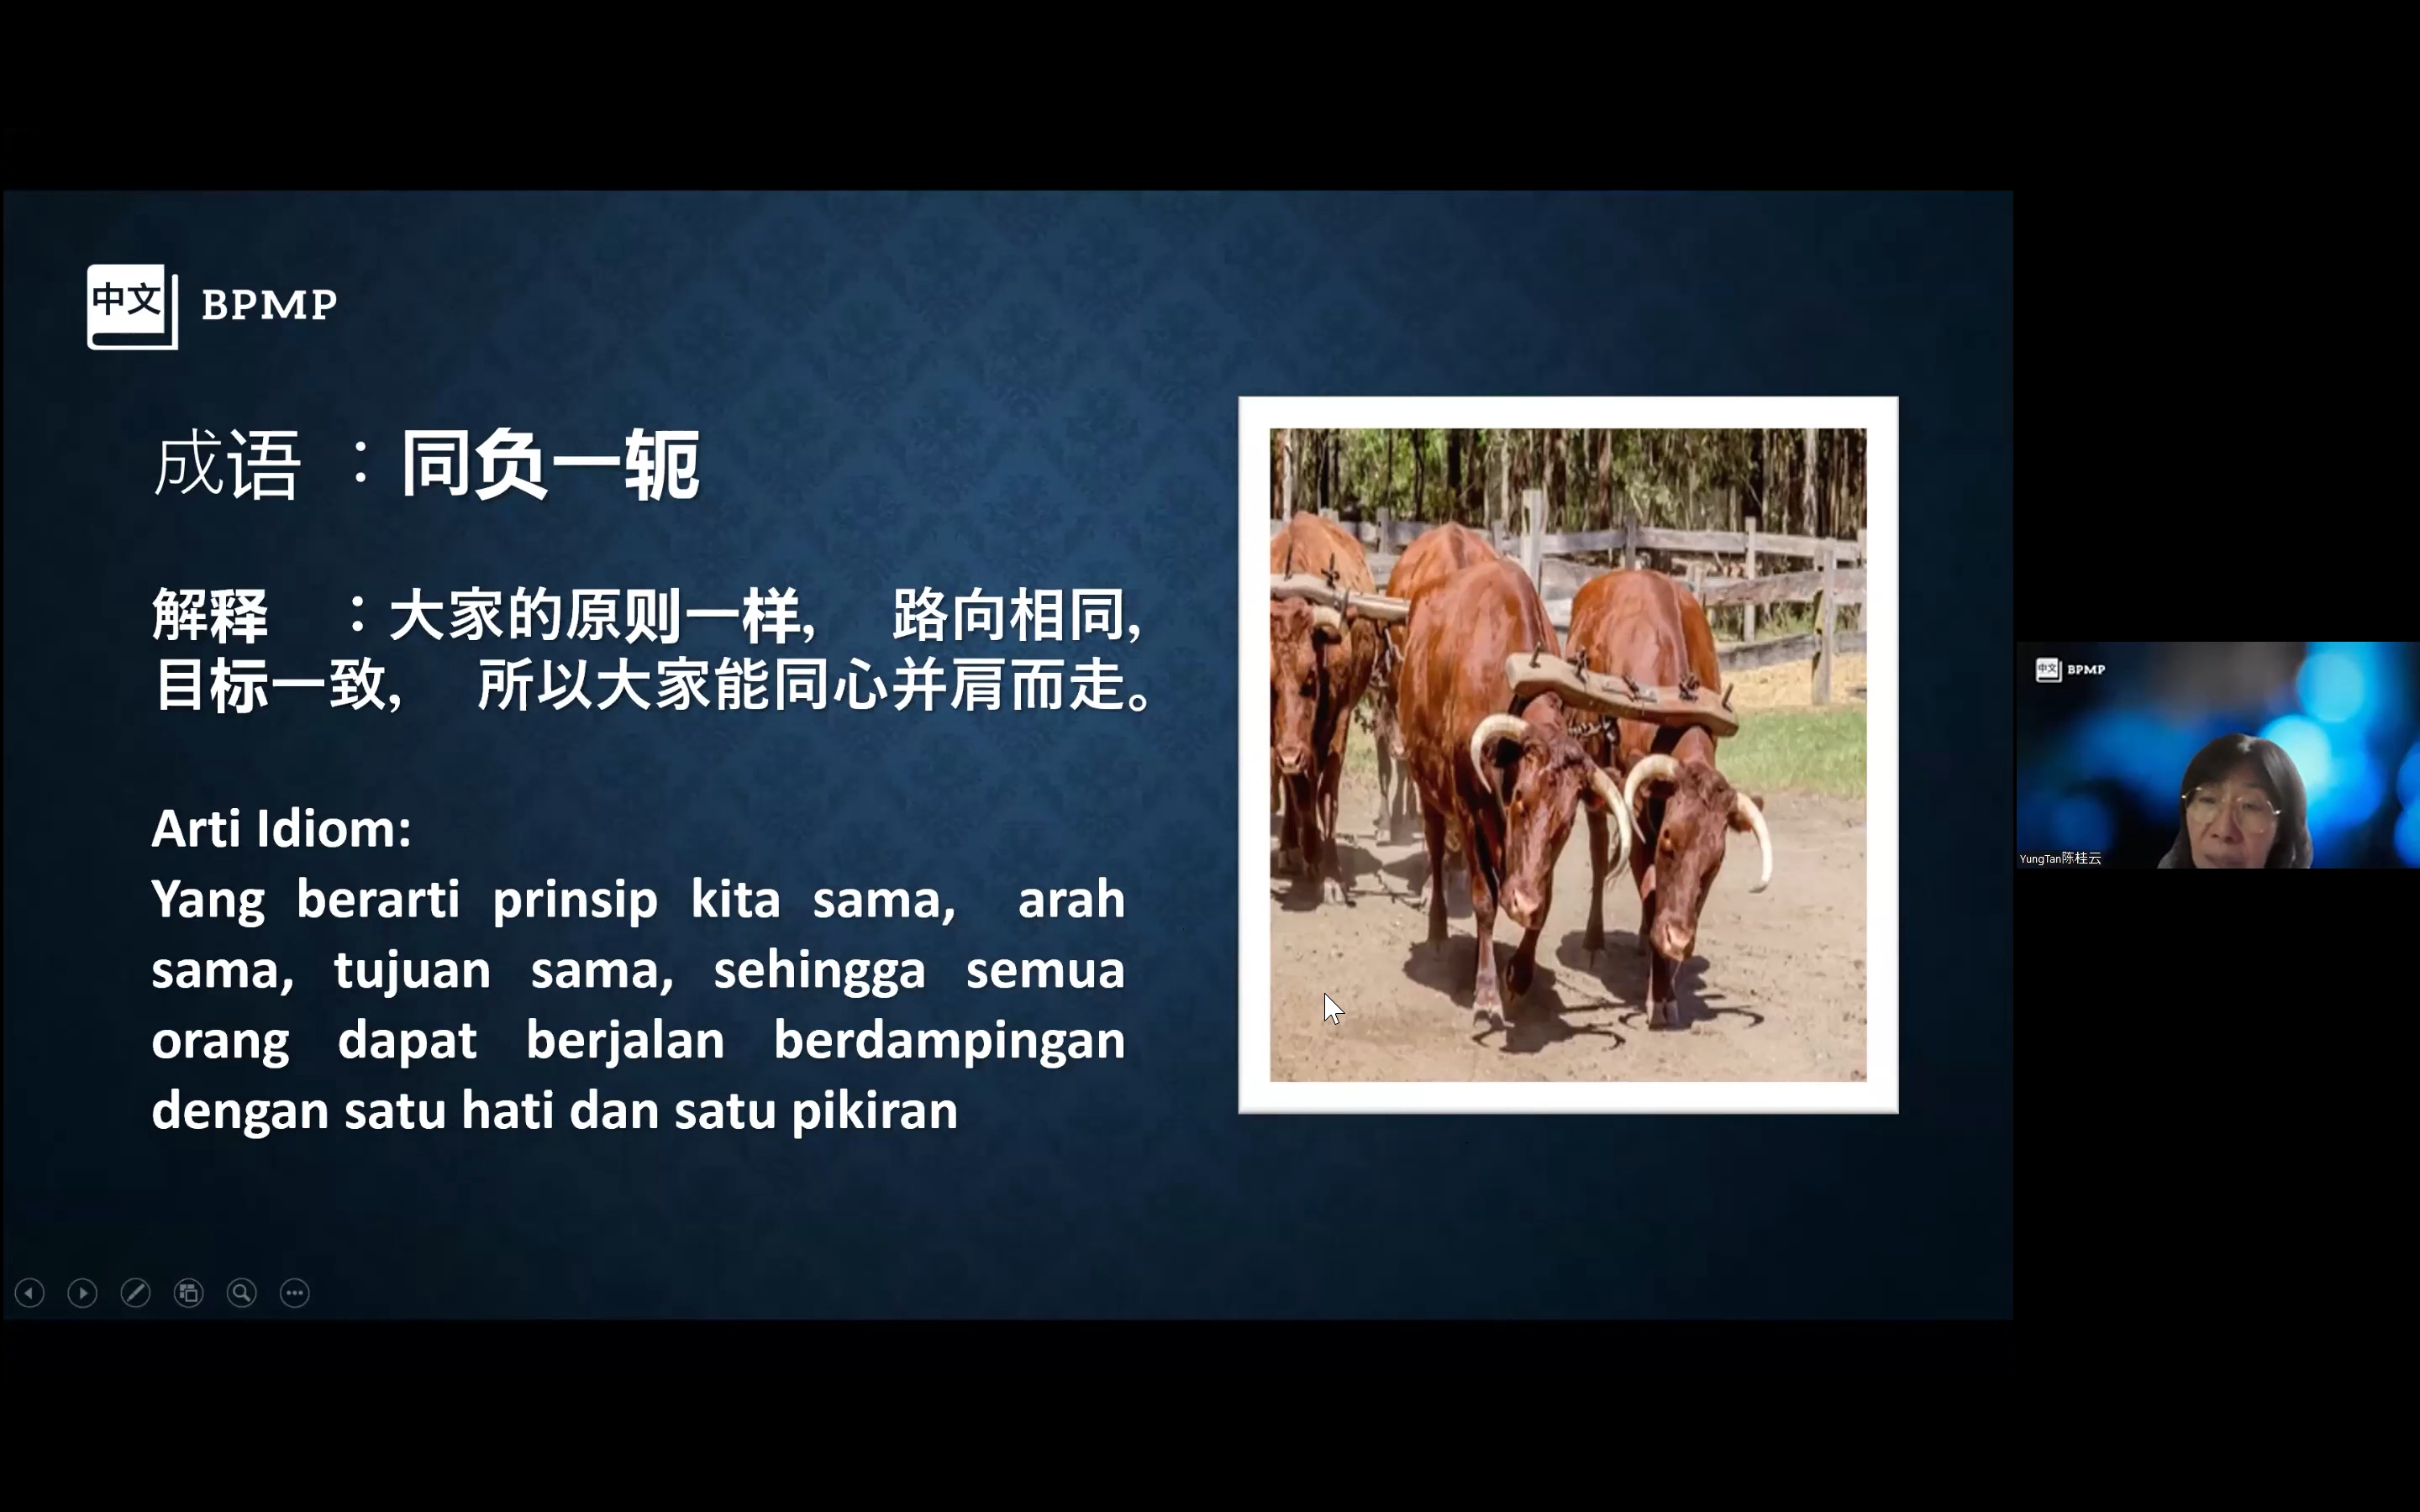 中文 BPMP
成语 ：同负一轭
解释 ：大家的原则一样, 路向相同,
目标一致, 所以大家能同心并肩而走。
Arti Idiom:
Yang berarti prinsip kita sama, arah
sama, tujuan sama, sehingga semua
orang dapat berjalan berdampingan
dengan satu hati dan satu pikiran
中文 BPMP
YungTan陈桂云